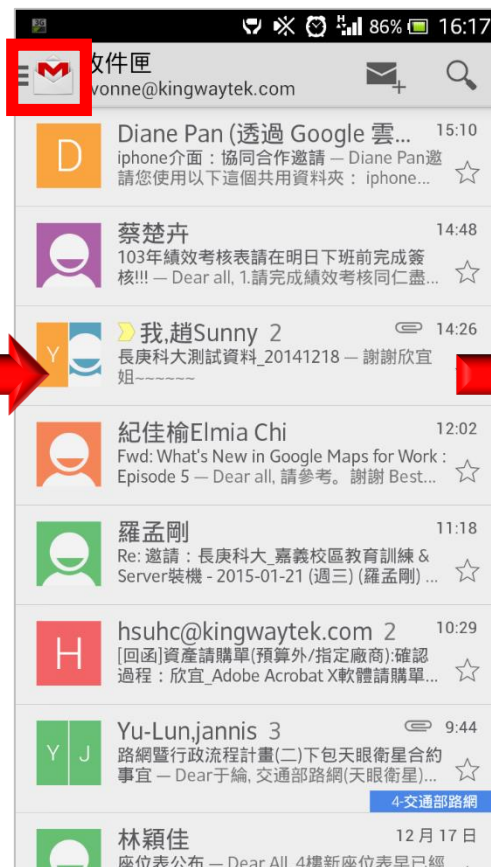 3G H 86% 16:17
收件匣
vonne@kingwaytek.com
Diane Pan (透過 Google 雲... 15:10
iphone介面：協同合作邀請 — Diane Pan邀
請您使用以下這個共用資料夾： iphone...
蔡楚卉 14:48
103年績效考核表請在明日下班前完成簽
核!!! — Dear all, 1.請完成績效考核同仁盡...
Y 我,趙Sunny 2 14:26
長庚科大測試資料_20141218 — 謝謝欣宜
姐~~~~~~
紀佳榆Elmia Chi 12:02
Fwd: What's New in Google Maps for Work :
Episode 5 — Dear all, 請參考。謝謝 Best...
羅孟剛 11:18
Re: 邀請：長庚科大_嘉義校區教育訓練 &
Server裝機 - 2015-01-21 (週三) (羅孟剛) ...
H hsuhc@kingwaytek.com 2 10:29
[回函]資產請購單(預算外/指定廠商):確認
過程：欣宜_Adobe Acrobat X軟體請購單...
Y J Yu-Lun,jannis 3 9:44
路網暨行政流程計畫(二)下包天眼衛星合約
事宜 — Dear于綸, 交通部路網(天眼衛星)...
4-交通部路網
林穎佳 12月17日
座位表公布 — Dear All, 4樓新座位表早已經